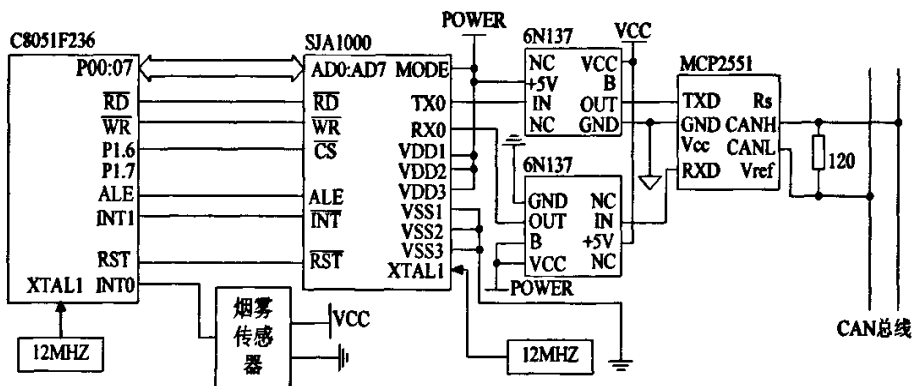 C8051F236
P00:07
RD
WR
P1.6
P1.7
ALE
INT1
RST
XTAL1 INT0
12MHZ
SJA1000
AD0:AD7 MODE
TX0
RD
RX0
WR
CS
VDD1
VDD2
VDD3
ALE
VSS1
INT
VSS2
VSS3
RST
XTAL1
烟雾
传感
器
VCC
12MHZ
POWER
6N137
NC VCC
+5V B
IN OUT
NC GND
VCC
6N137
GND NC
OUT IN
B +5V
VCC NC
POWER
MCP2551
TXD Rs
GND CANH
Vcc CANL
RXD Vref
120
CAN总线